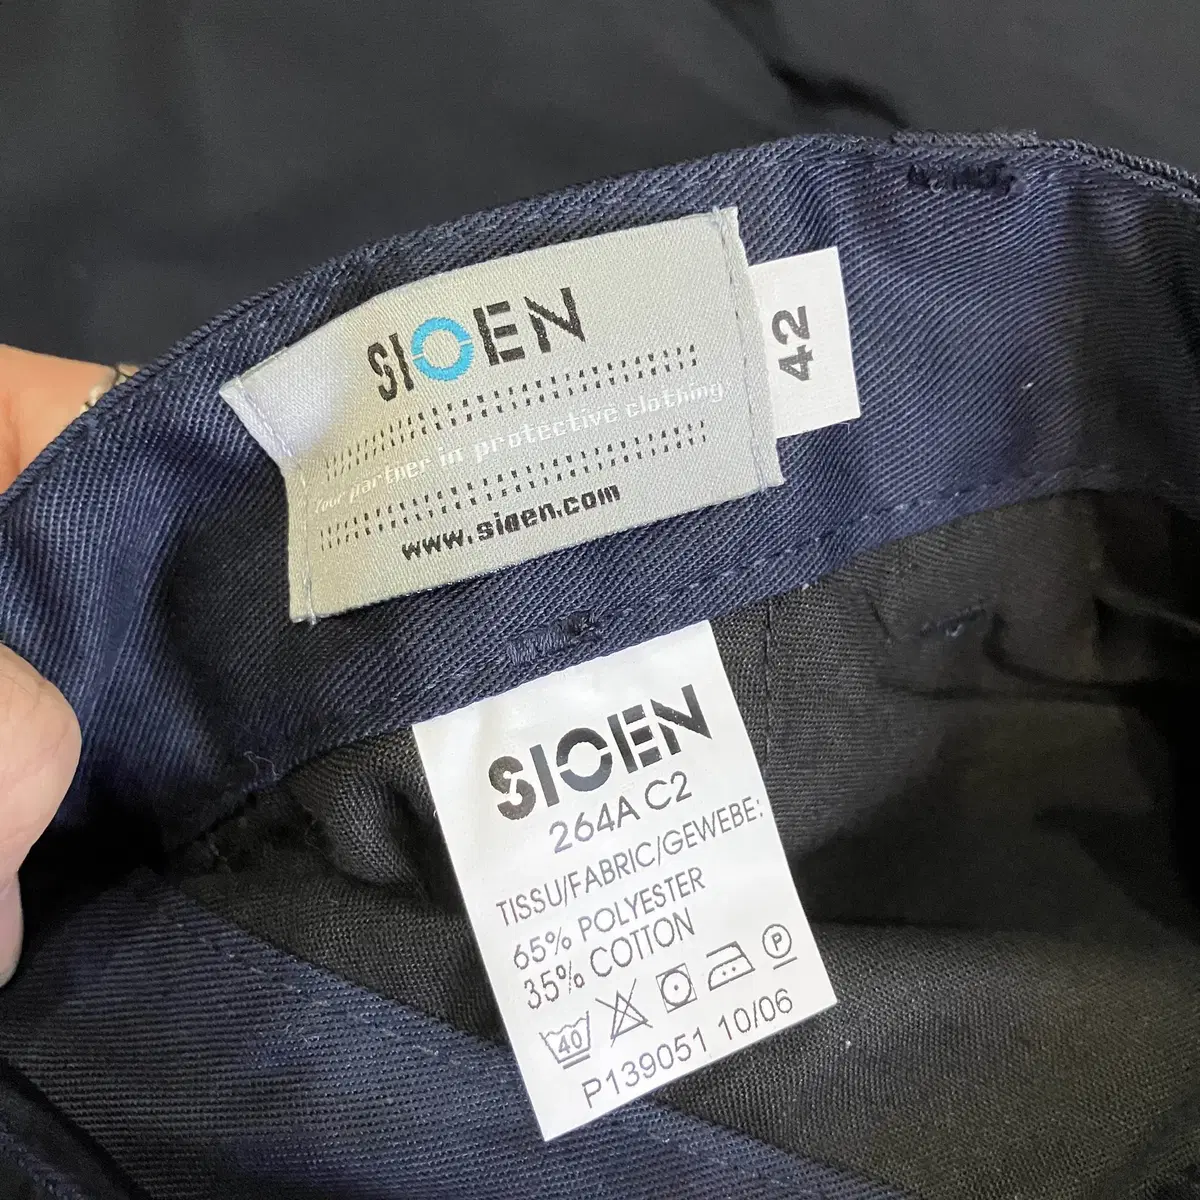 SIOEN
Your partner in protective clothing
www.sioen.com
42
SIOEN
264A C2
TISSU/FABRIC/GEWEBE:
65% POLYESTER
35% COTTON
40 P
P139051 10/06